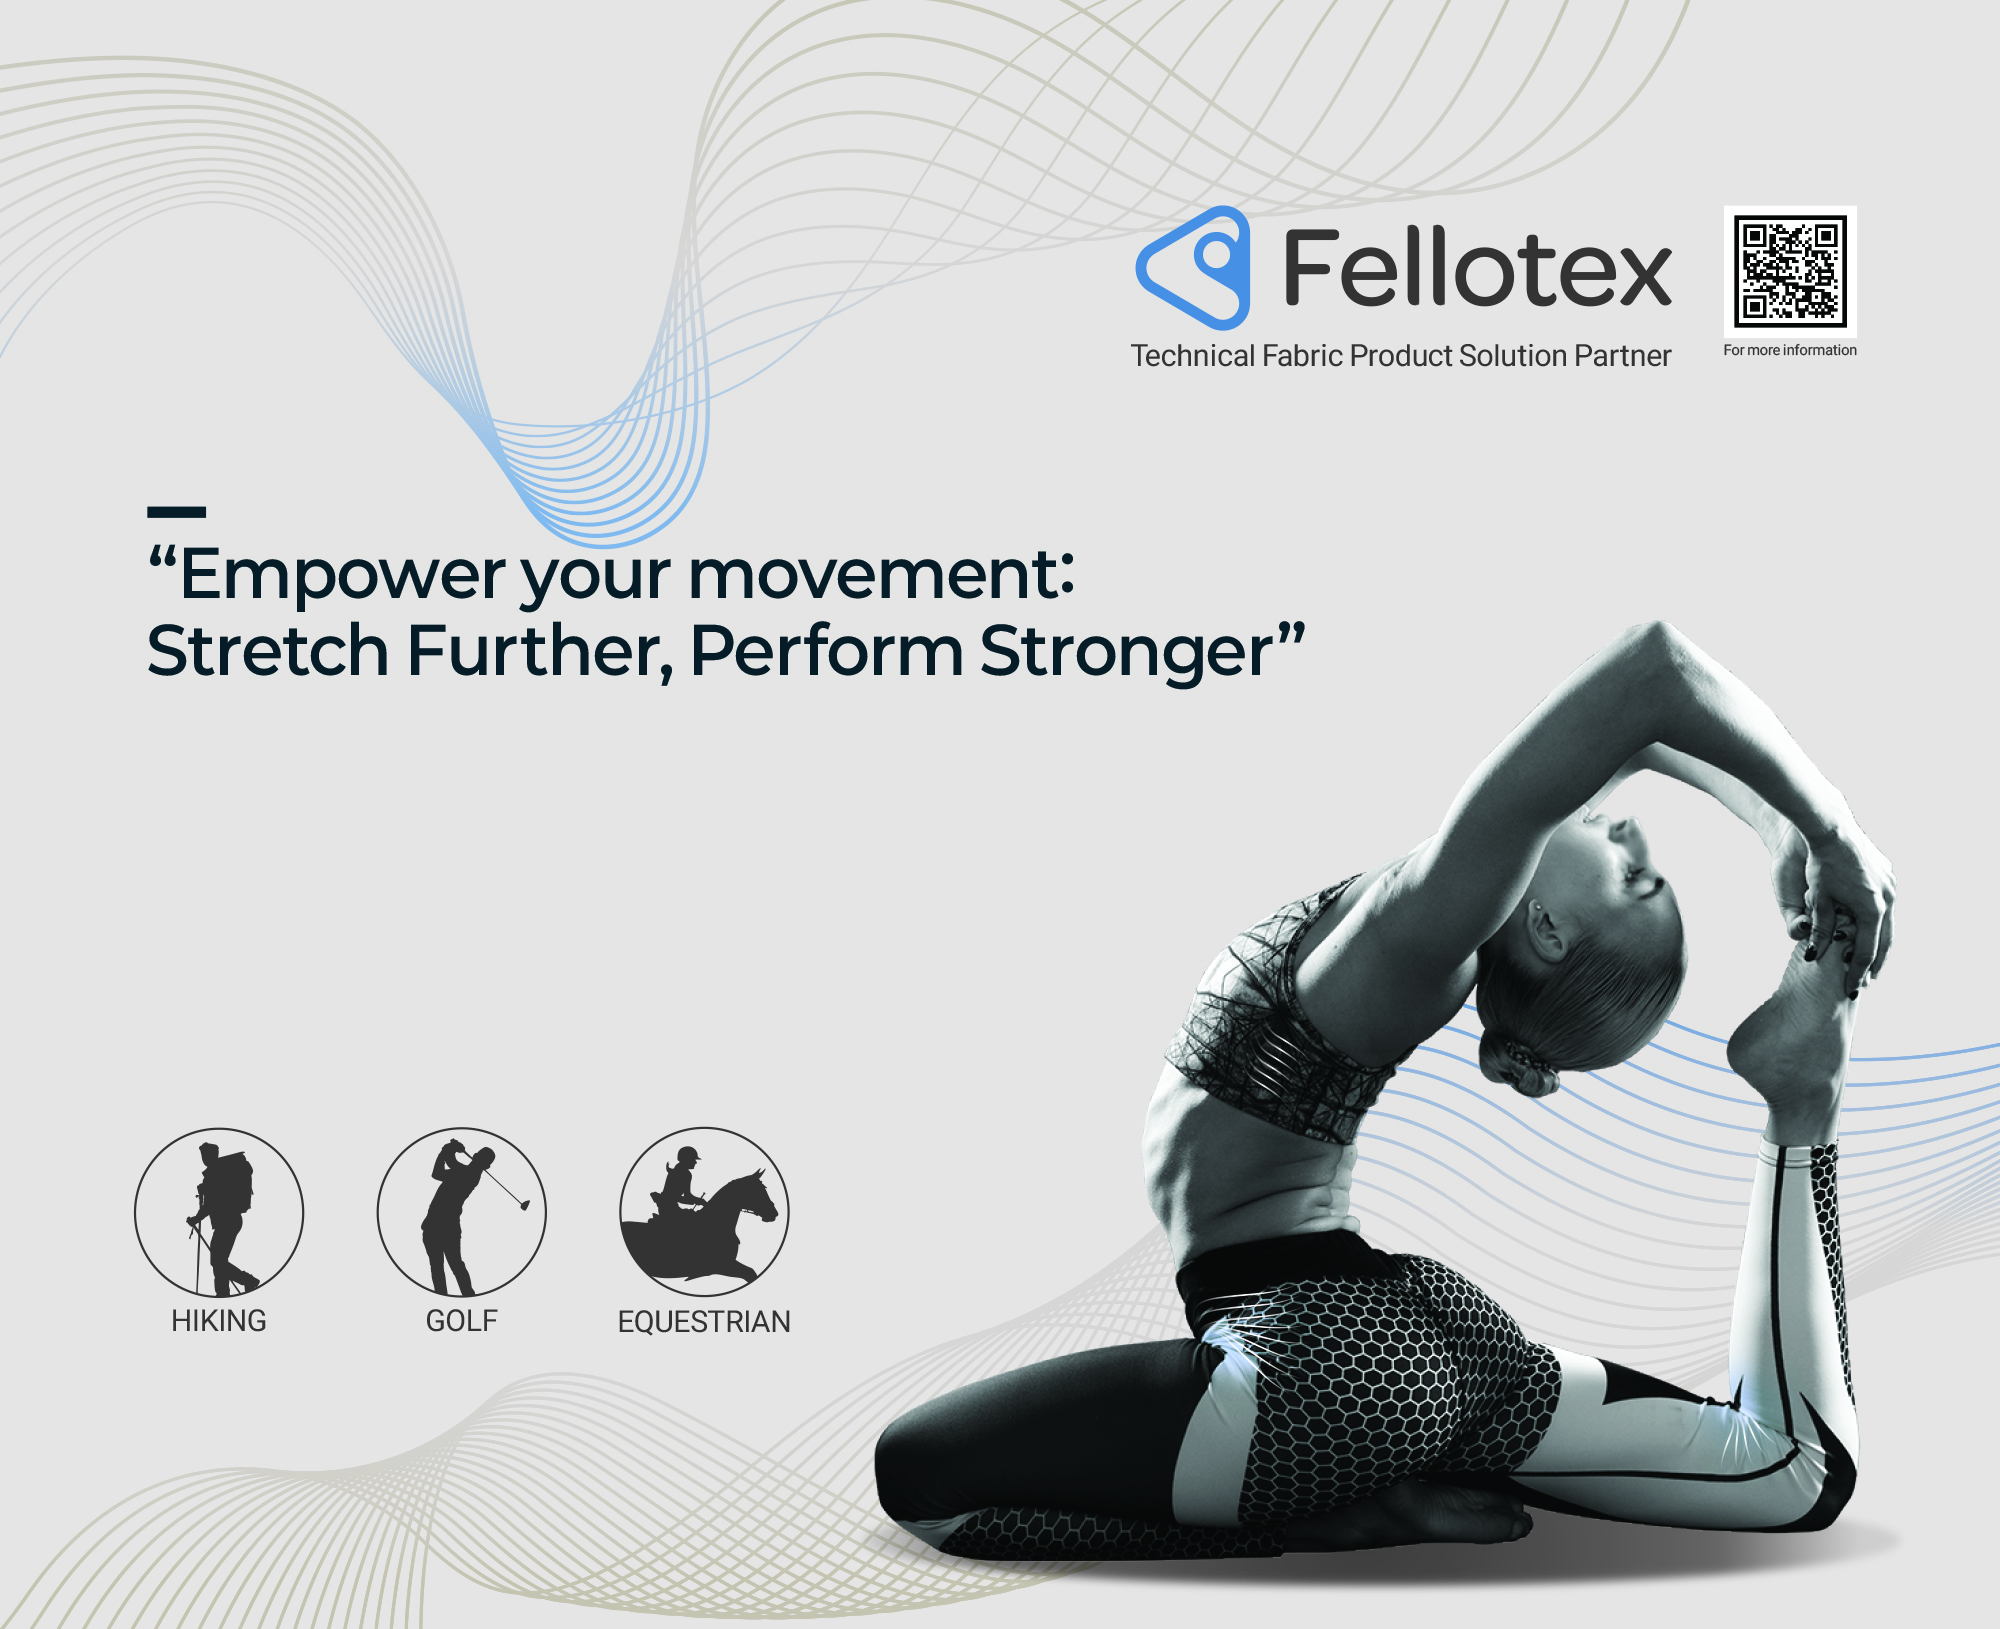 Fellotex
Technical Fabric Product Solution Partner
For more information
“Empower your movement:
Stretch Further, Perform Stronger”
HIKING
GOLF
EQUESTRIAN